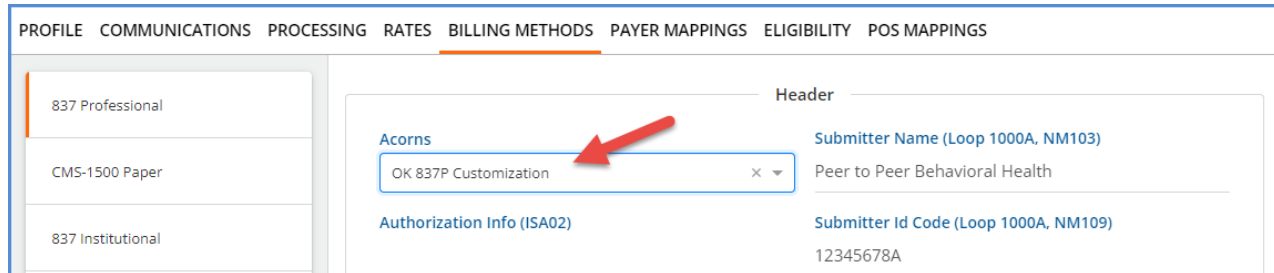 PROFILE COMMUNICATIONS PROCESSING RATES BILLING METHODS PAYER MAPPINGS ELIGIBILITY POS MAPPINGS
837 Professional
CMS-1500 Paper
837 Institutional
Header
Acorns
OK 837P Customization
Submitter Name (Loop 1000A, NM103)
Peer to Peer Behavioral Health
Authorization Info (ISA02)
Submitter Id Code (Loop 1000A, NM109)
12345678A